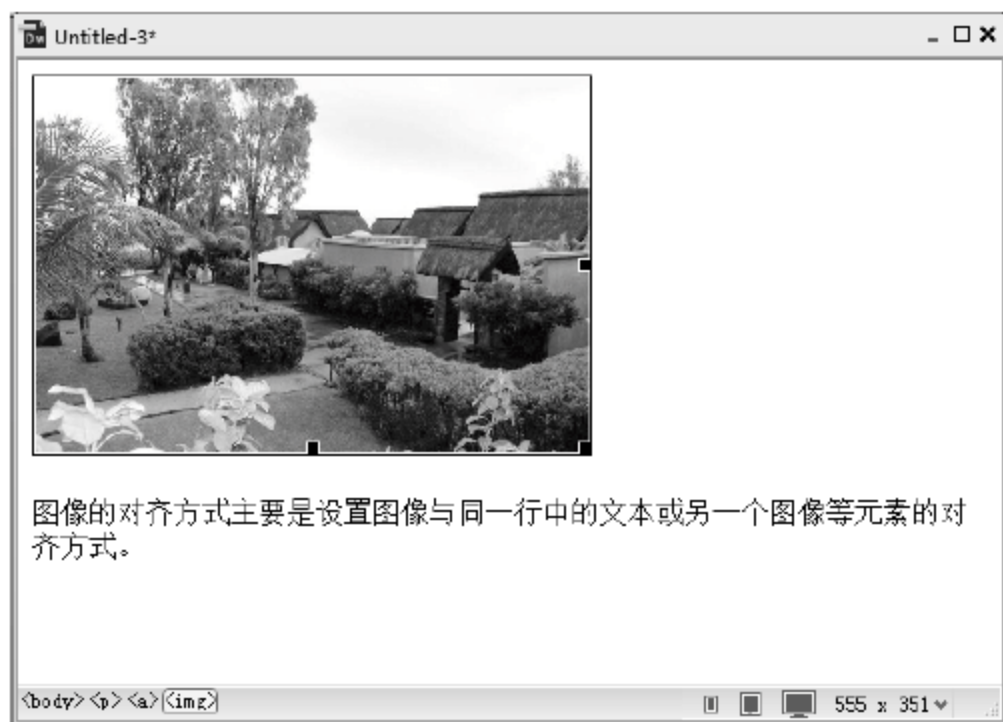 Dw Untitled-3*
图像的对齐方式主要是设置图像与同一行中的文本或另一个图像等元素的对
齐方式。
<body> <p> <a> <img> 555 x 351